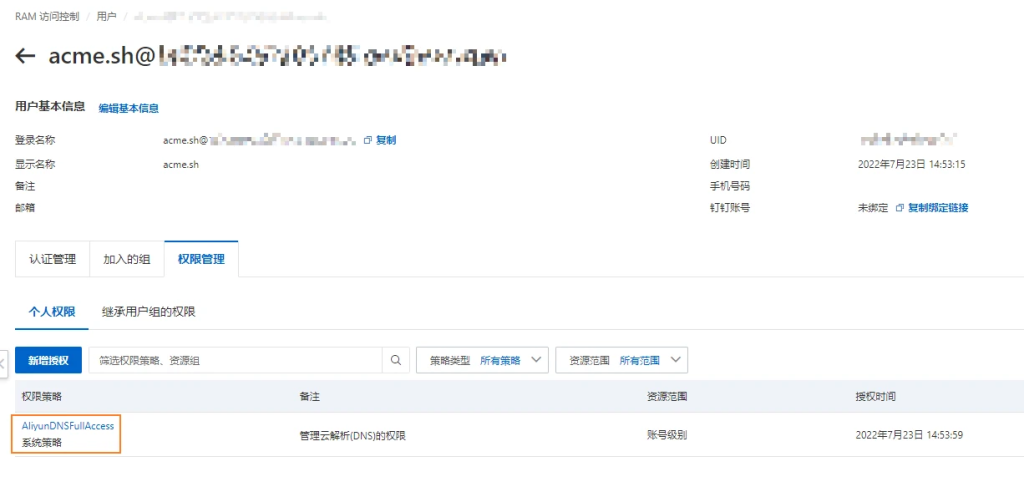 RAM 访问控制 / 用户 /
← acme.sh@
用户基本信息 编辑基本信息
登录名称 acme.sh@ 复制 UID
显示名称 acme.sh 创建时间 2022年7月23日 14:53:15
备注 手机号码
邮箱 钉钉账号 未绑定 复制绑定链接
认证管理 加入的组 权限管理
个人权限 继承用户组的权限
新增授权 筛选权限策略、资源组 策略类型 所有策略 资源范围 所有范围
权限策略 备注 资源范围 授权时间
AliyunDNSFullAccess
系统策略 管理云解析(DNS)的权限 账号级别 2022年7月23日 14:53:59